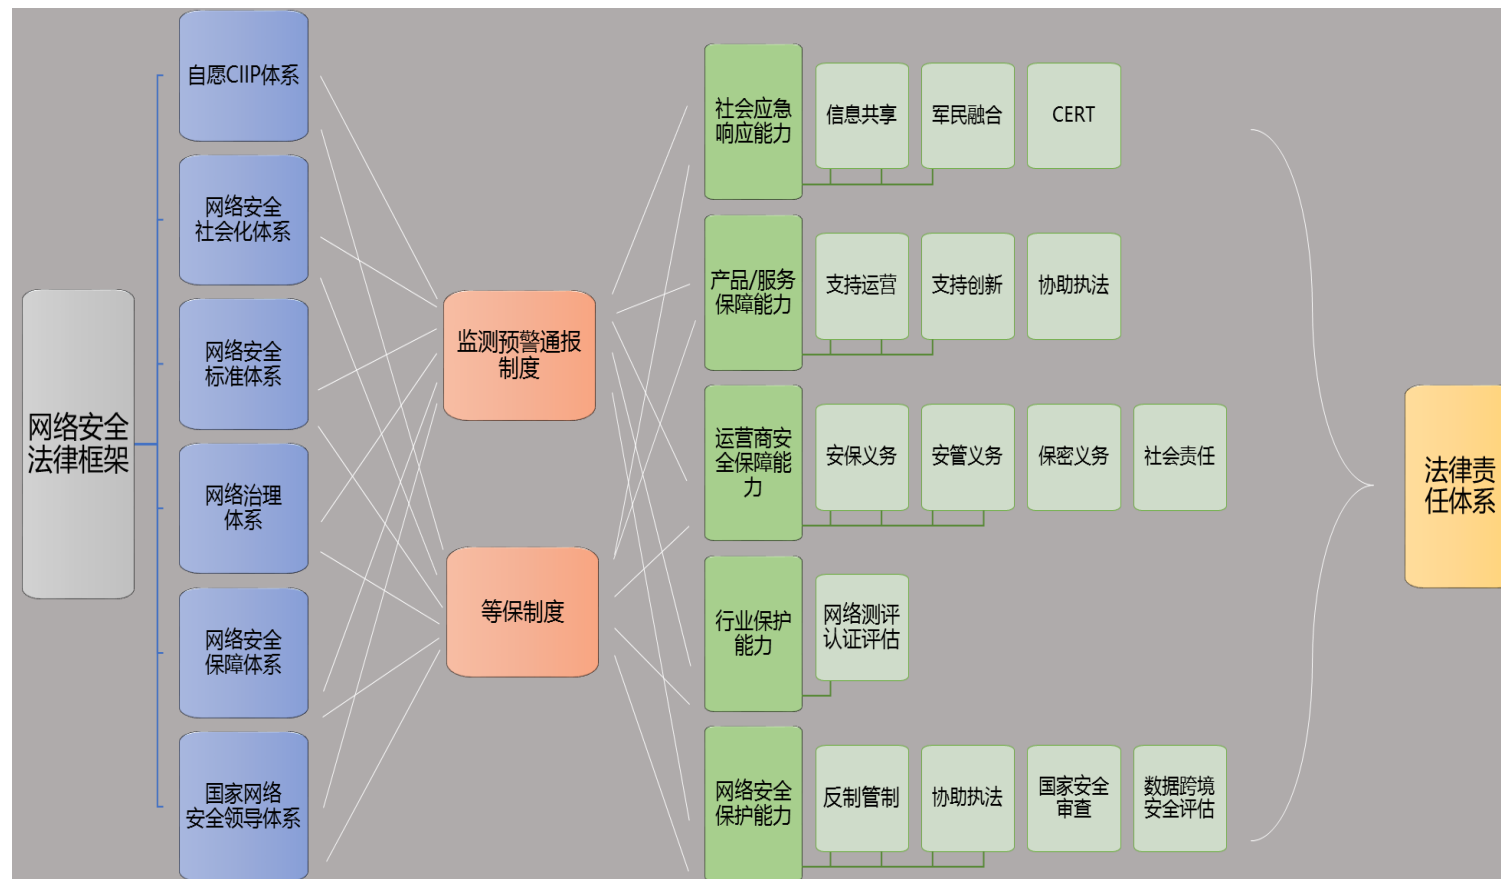 网络安全
法律框架
自愿CIIP体系
网络安全
社会化体系
网络安全
标准体系
网络治理
体系
网络安全
保障体系
国家网络
安全领导体系
监测预警通报
制度
等保制度
社会应急
响应能力
信息共享
军民融合
CERT
产品/服务
保障能力
支持运营
支持创新
协助执法
运营商安
全保障能
力
安保义务
安管义务
保密义务
社会责任
行业保护
能力
网络测评
认证评估
网络安全
保护能力
反制管制
协助执法
国家安全
审查
数据跨境
安全评估
法律责
任体系